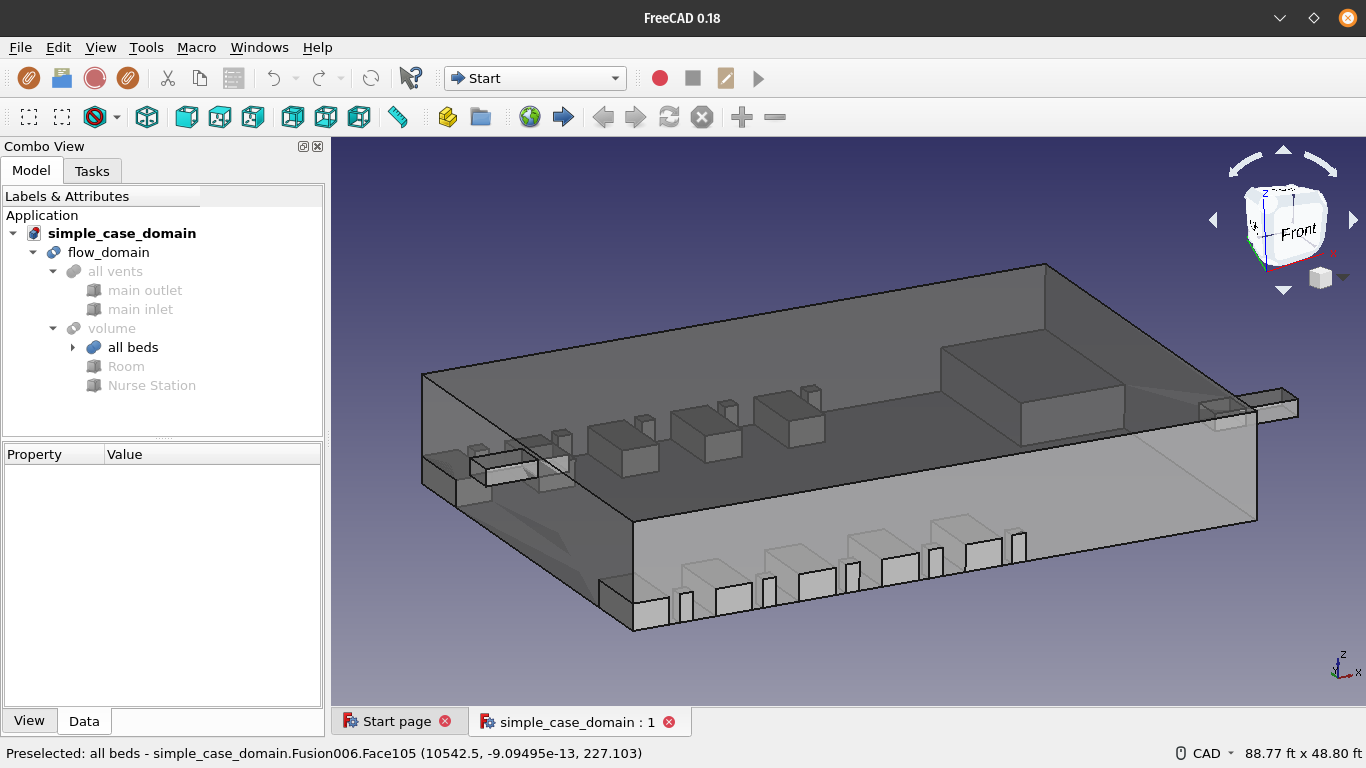 FreeCAD 0.18
File Edit View Tools Macro Windows Help
Start
Combo View
Model Tasks
Labels & Attributes
Application
simple_case_domain
flow_domain
all vents
main outlet
main inlet
volume
all beds
Room
Nurse Station
Property Value
View Data
Z
Front
Z
X
Start page
simple_case_domain : 1
Preselected: all beds - simple_case_domain.Fusion006.Face105 (10542.5, -9.09495e-13, 227.103)
CAD
88.77 ft x 48.80 ft